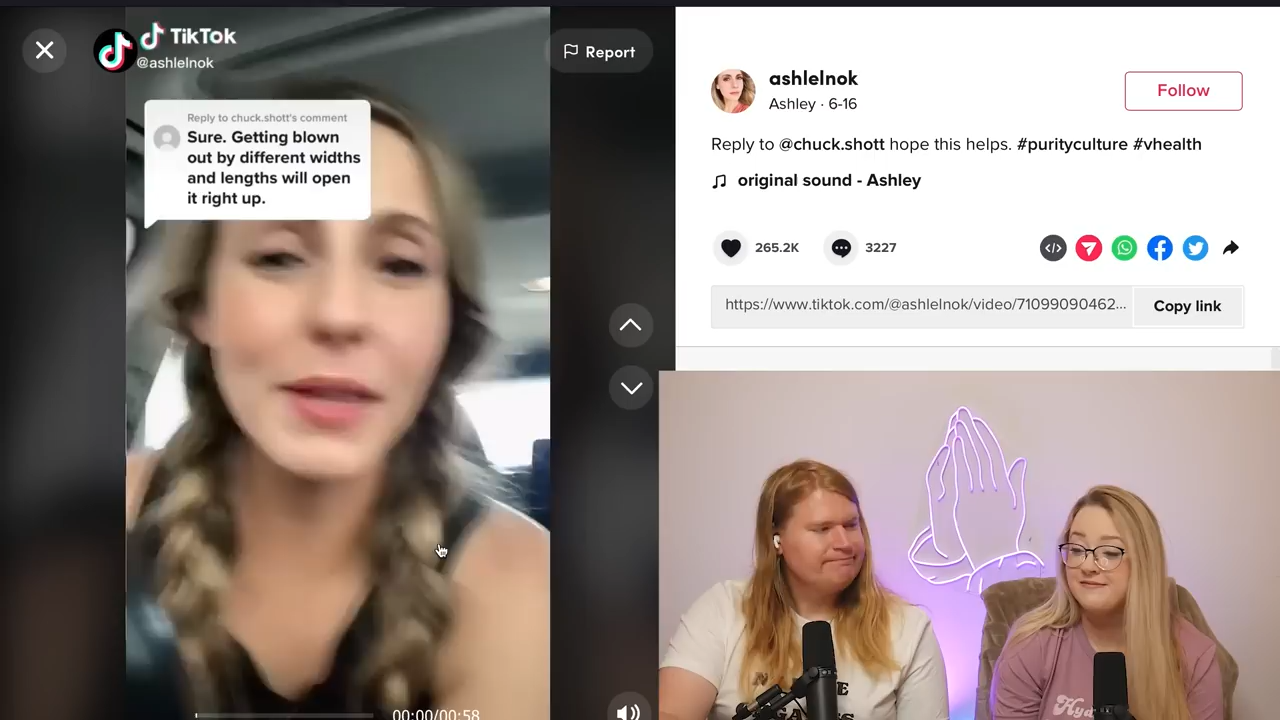 TikTok
@ashlelnok
Report
Reply to chuck.shott's comment
Sure. Getting blown
out by different widths
and lengths will open
it right up.
00:00/00:58
ashlelnok
Ashley · 6-16
Follow
Reply to @chuck.shott hope this helps. #purityculture #vhealth
original sound - Ashley
265.2K
3227
https://www.tiktok.com/@ashlelnok/video/71099090462...
Copy link